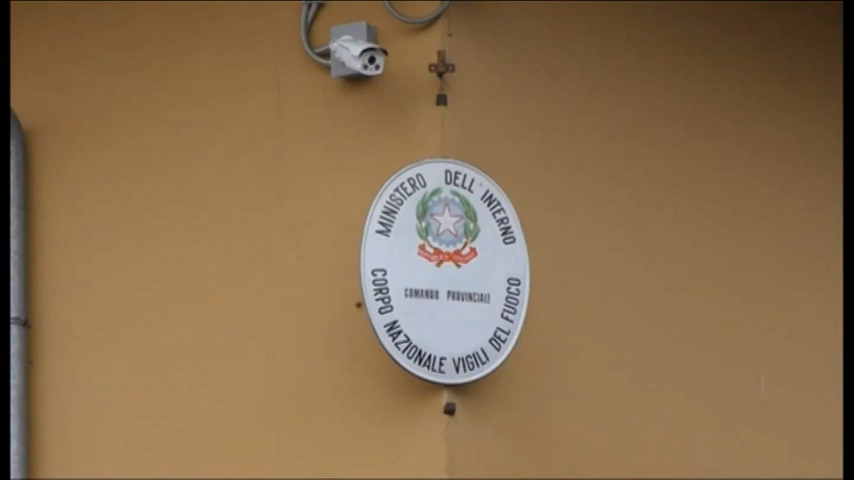 MINISTERO DELL'INTERNO
COMANDO PROVINCIALE
CORPO NAZIONALE VIGILI DEL FUOCO